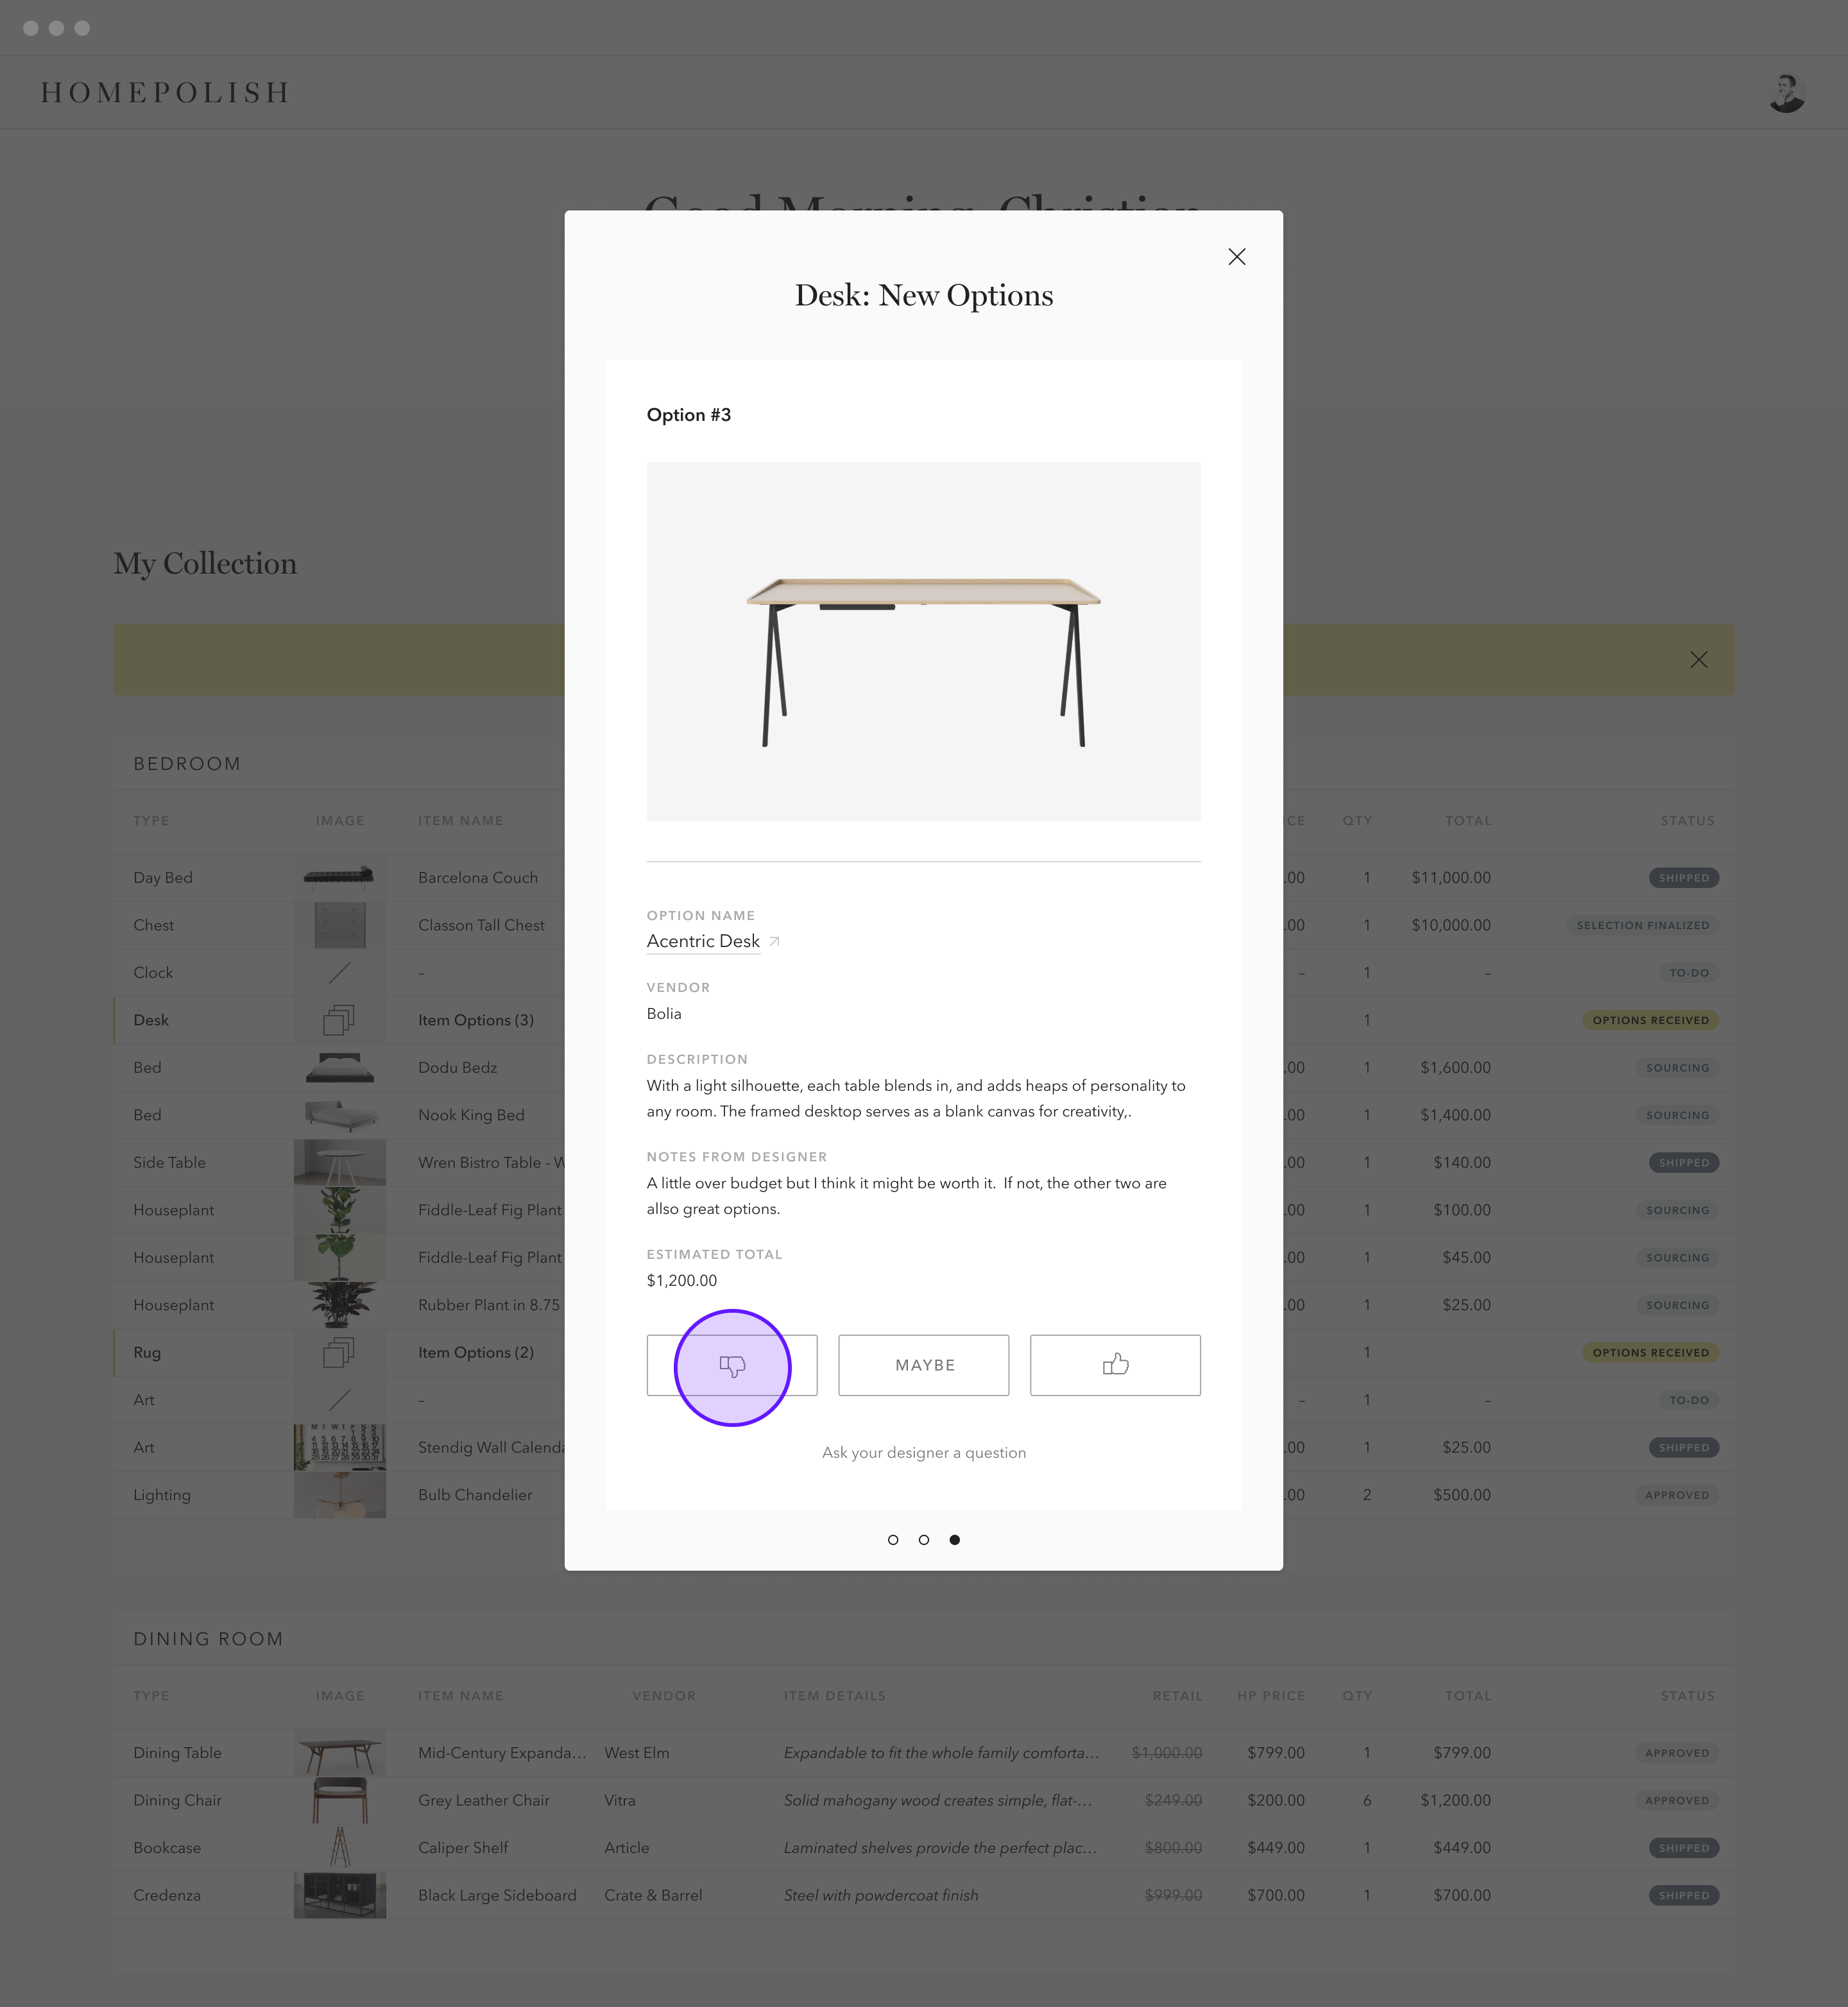 HOMEPOLISH
Good Morning, Christian
Desk: New Options
Option #3
OPTION NAME
Acentric Desk
VENDOR
Bolia
DESCRIPTION
With a light silhouette, each table blends in, and adds heaps of personality to
any room. The framed desktop serves as a blank canvas for creativity,.
NOTES FROM DESIGNER
A little over budget but I think it might be worth it. If not, the other two are
allso great options.
ESTIMATED TOTAL
$1,200.00
MAYBE
Ask your designer a question
My Collection
BEDROOM
TYPE IMAGE ITEM NAME ICE QTY TOTAL STATUS
Day Bed Barcelona Couch .00 1 $11,000.00 SHIPPED
Chest Classon Tall Chest .00 1 $10,000.00 SELECTION FINALIZED
Clock – – 1 – TO-DO
Desk Item Options (3) 1 OPTIONS RECEIVED
Bed Dodu Bedz .00 1 $1,600.00 SOURCING
Bed Nook King Bed .00 1 $1,400.00 SOURCING
Side Table Wren Bistro Table - W .00 1 $140.00 SHIPPED
Houseplant Fiddle-Leaf Fig Plant .00 1 $100.00 SOURCING
Houseplant Fiddle-Leaf Fig Plant .00 1 $45.00 SOURCING
Houseplant Rubber Plant in 8.75 .00 1 $25.00 SOURCING
Rug Item Options (2) 1 OPTIONS RECEIVED
Art – – 1 – TO-DO
Art Stendig Wall Calenda .00 1 $25.00 SHIPPED
Lighting Bulb Chandelier .00 2 $500.00 APPROVED
DINING ROOM
TYPE IMAGE ITEM NAME VENDOR ITEM DETAILS RETAIL HP PRICE QTY TOTAL STATUS
Dining Table Mid-Century Expanda... West Elm Expandable to fit the whole family comforta... $1,000.00 $799.00 1 $799.00 APPROVED
Dining Chair Grey Leather Chair Vitra Solid mahogany wood creates simple, flat-... $249.00 $200.00 6 $1,200.00 APPROVED
Bookcase Caliper Shelf Article Laminated shelves provide the perfect plac... $800.00 $449.00 1 $449.00 SHIPPED
Credenza Black Large Sideboard Crate & Barrel Steel with powdercoat finish $999.00 $700.00 1 $700.00 SHIPPED